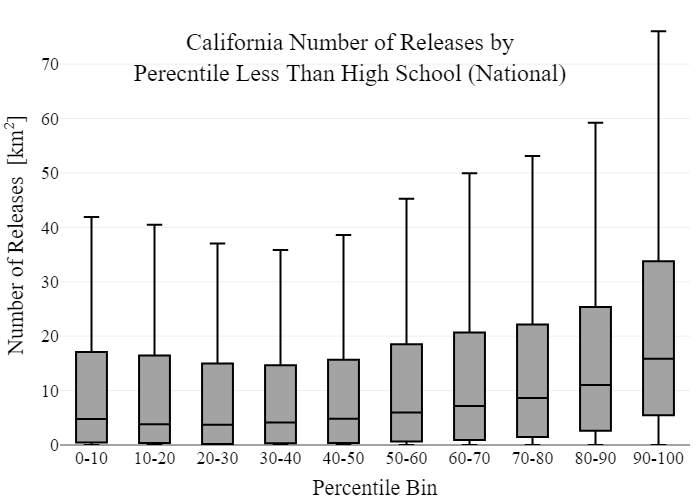 California Number of Releases by
Perecntile Less Than High School (National)
Number of Releases [km²]
70
60
50
40
30
20
10
0
0-10 10-20 20-30 30-40 40-50 50-60 60-70 70-80 80-90 90-100
Percentile Bin